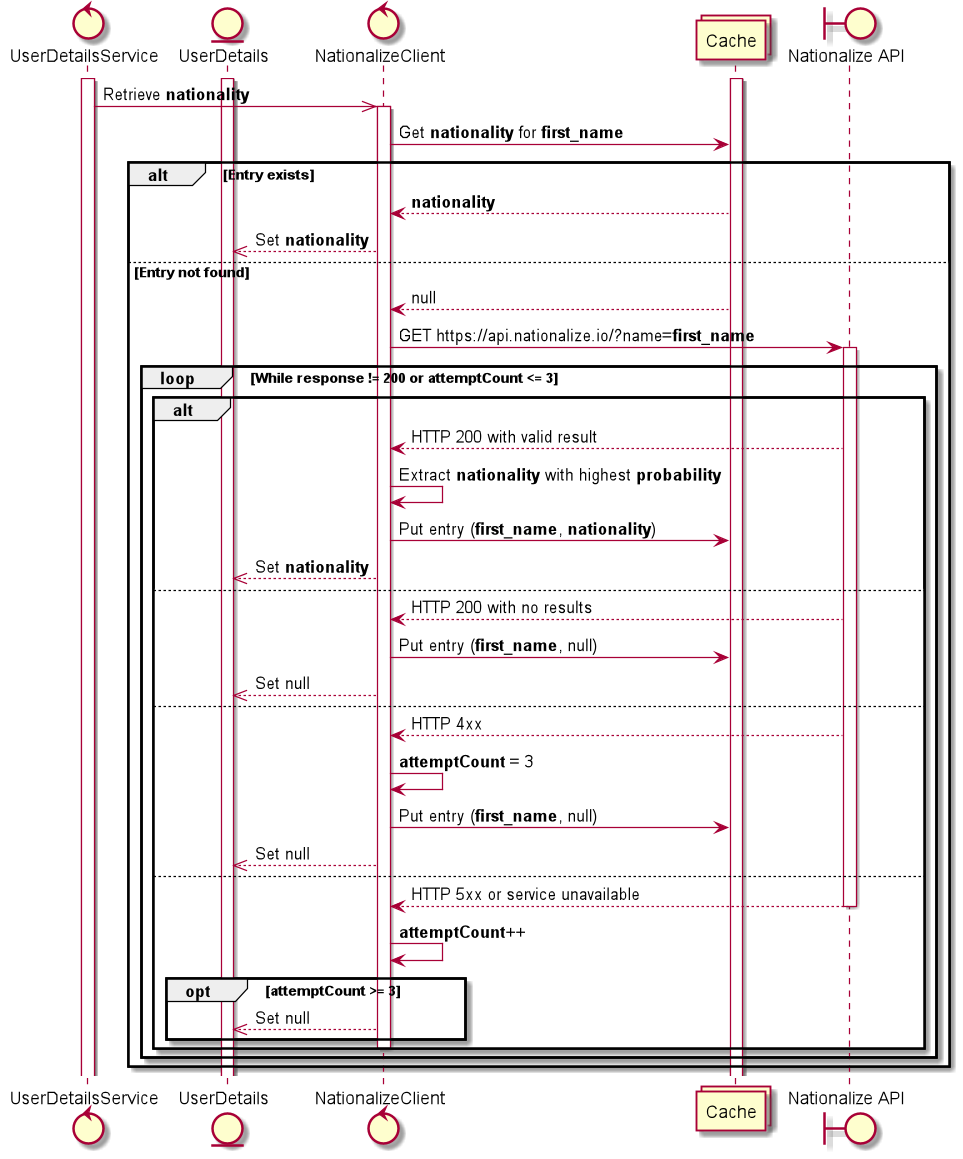 UserDetailsService UserDetails NationalizeClient Cache Nationalize API
Retrieve nationality
Get nationality for first_name
alt [Entry exists]
nationality
Set nationality
[Entry not found]
null
GET https://api.nationalize.io/?name=first_name
loop [While response != 200 or attemptCount <= 3]
alt
HTTP 200 with valid result
Extract nationality with highest probability
Put entry (first_name, nationality)
Set nationality
HTTP 200 with no results
Put entry (first_name, null)
Set null
HTTP 4xx
attemptCount = 3
Put entry (first_name, null)
Set null
HTTP 5xx or service unavailable
attemptCount++
opt [attemptCount >= 3]
Set null
UserDetailsService UserDetails NationalizeClient Cache Nationalize API